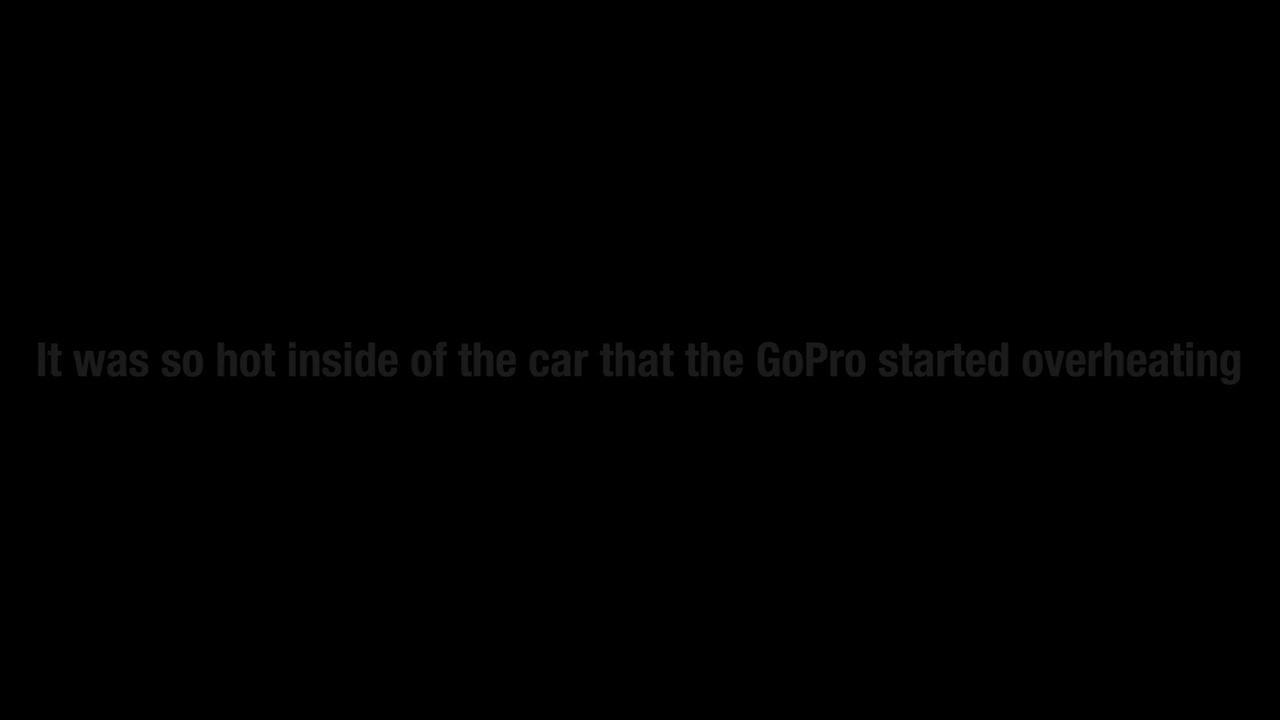 It was so hot inside of the car that the GoPro started overheating